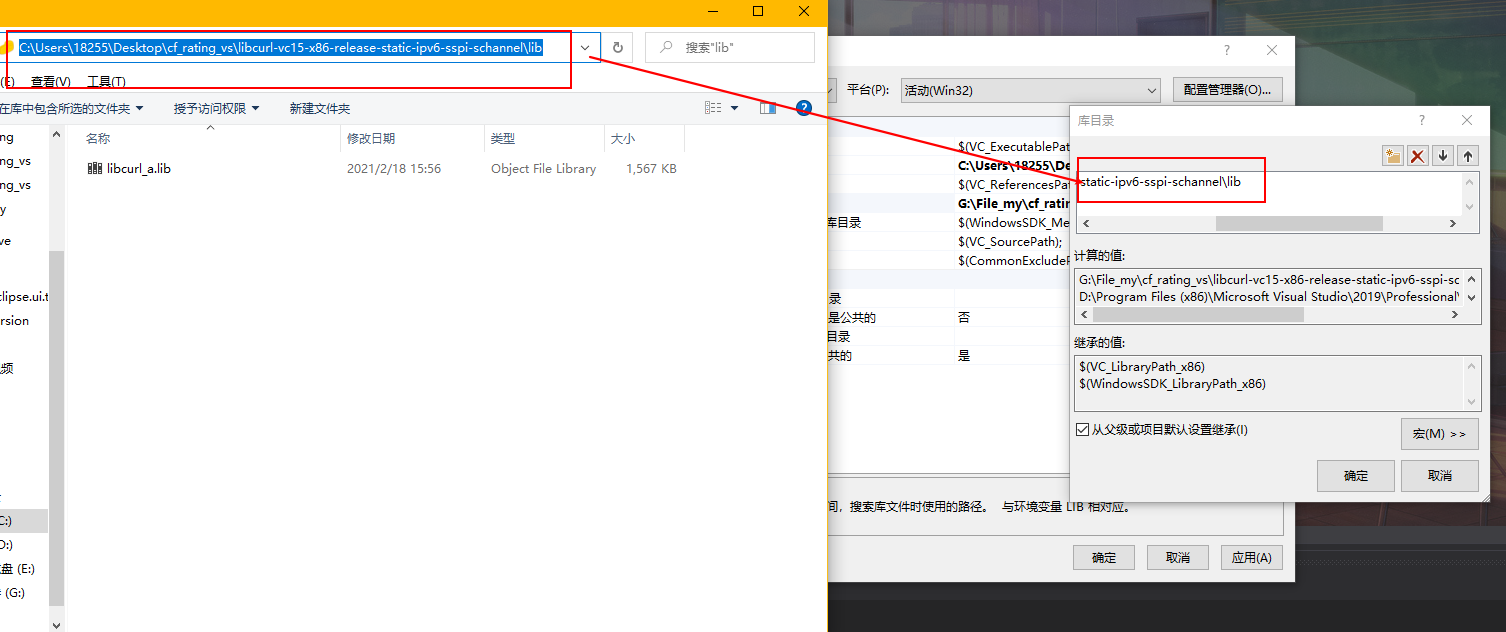 C:\Users\18255\Desktop\cf_rating_vs\libcurl-vc15-x86-release-static-ipv6-sspi-schannel\lib
搜索"lib"
(E) 查看(V) 工具(T)
在库中包含所选的文件夹 授予访问权限 新建文件夹
名称 修改日期 类型 大小
libcurl_a.lib 2021/2/18 15:56 Object File Library 1,567 KB
ng
ng_vs
ng_vs
y
ve
clipse.ui.t
rsion
视频
C:)
D:)
盘 (E:)
(G:)
平台(P): 活动(Win32) 配置管理器(O)...
$(VC_ExecutablePat
C:\Users\18255\De
$(VC_ReferencesPat
G:\File_my\cf_ratin
库目录 $(WindowsSDK_Me
$(VC_SourcePath);
$(CommonExcludeP
录
是公共的 否
目录
共的 是
间，搜索库文件时使用的路径。 与环境变量 LIB 相对应。
确定 取消 应用(A)
库目录
static-ipv6-sspi-schannel\lib
计算的值:
G:\File_my\cf_rating_vs\libcurl-vc15-x86-release-static-ipv6-sspi-sc
D:\Program Files (x86)\Microsoft Visual Studio\2019\Professional\
继承的值:
$(VC_LibraryPath_x86)
$(WindowsSDK_LibraryPath_x86)
从父级或项目默认设置继承(I)
宏(M) >>
确定 取消